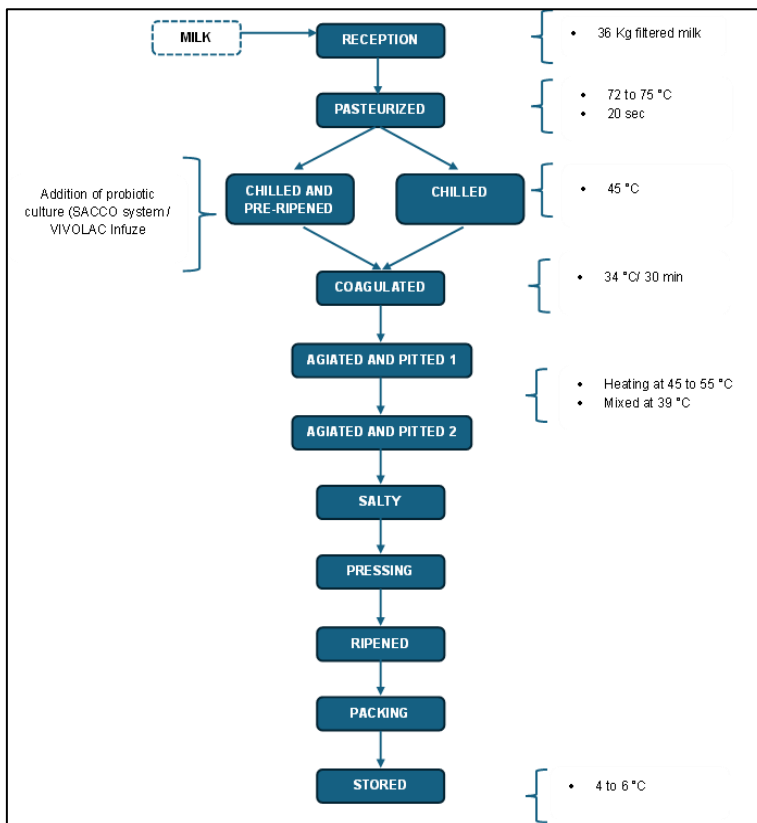 MILK
RECEPTION
• 36 Kg filtered milk
PASTEURIZED
• 72 to 75 °C
• 20 sec
Addition of probiotic
culture (SACCO system /
VIVOLAC Infuze
CHILLED AND
PRE-RIPENED
CHILLED
• 45 °C
COAGULATED
• 34 °C/ 30 min
AGIATED AND PITTED 1
• Heating at 45 to 55 °C
• Mixed at 39 °C
AGIATED AND PITTED 2
SALTY
PRESSING
RIPENED
PACKING
STORED
• 4 to 6 °C